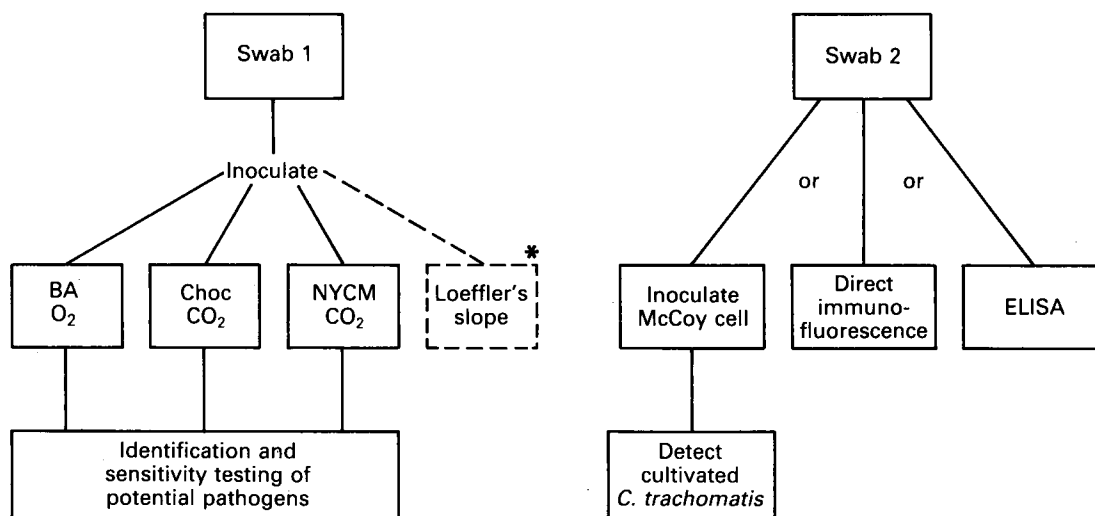 Swab 1
Inoculate
BA
O₂
Choc
CO₂
NYCM
CO₂
*
Loeffler's
slope
Identification and
sensitivity testing of
potential pathogens
Swab 2
or
or
Inoculate
McCoy cell
Direct
immuno-
fluorescence
ELISA
Detect
cultivated
C. trachomatis